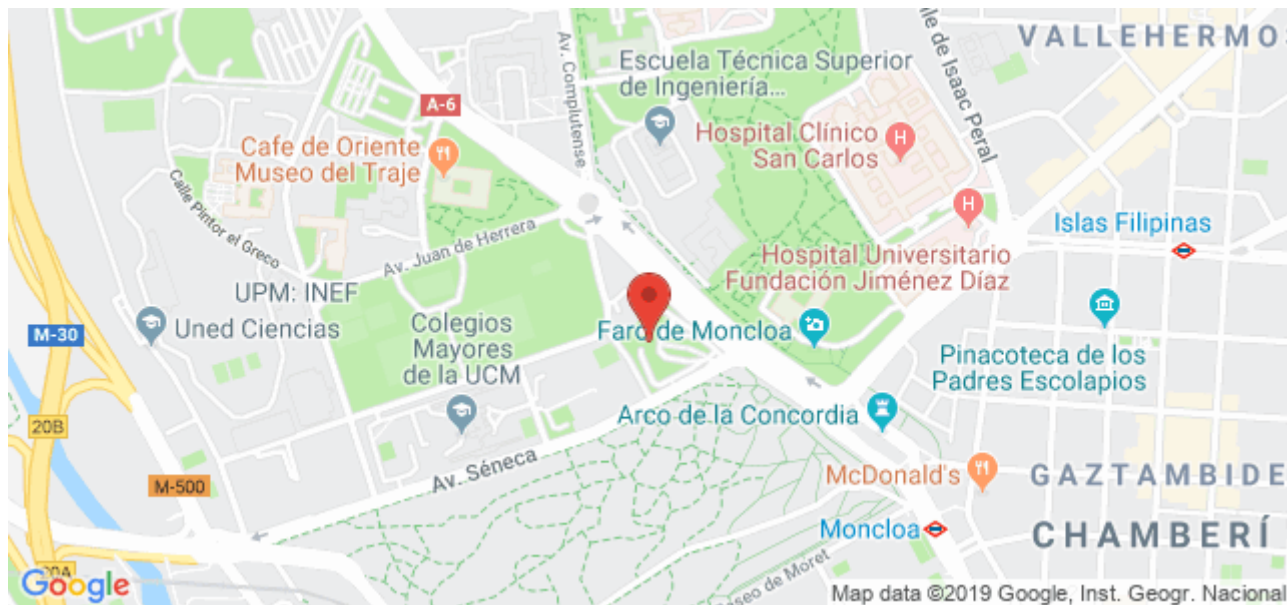 VALLEHERMOS
Escuela Técnica Superior
de Ingeniería...
Av. Complutense
le de Isaac Peral
A-6
Hospital Clínico
San Carlos
H
Cafe de Oriente
Museo del Traje
Calle Pintor el Greco
H
Islas Filipinas
Av. Juan de Herrera
Hospital Universitario
Fundación Jiménez Díaz
UPM: INEF
Uned Ciencias
M-30
Colegios
Mayores
de la UCM
Faro de Moncloa
Pinacoteca de los
Padres Escolapios
Arco de la Concordia
20B
Av. Séneca
M-500
McDonald's
GAZTAMBIDE
Moncloa
CHAMBERÍ
20A
Google
aseo de Moret
Map data ©2019 Google, Inst. Geogr. Nacional